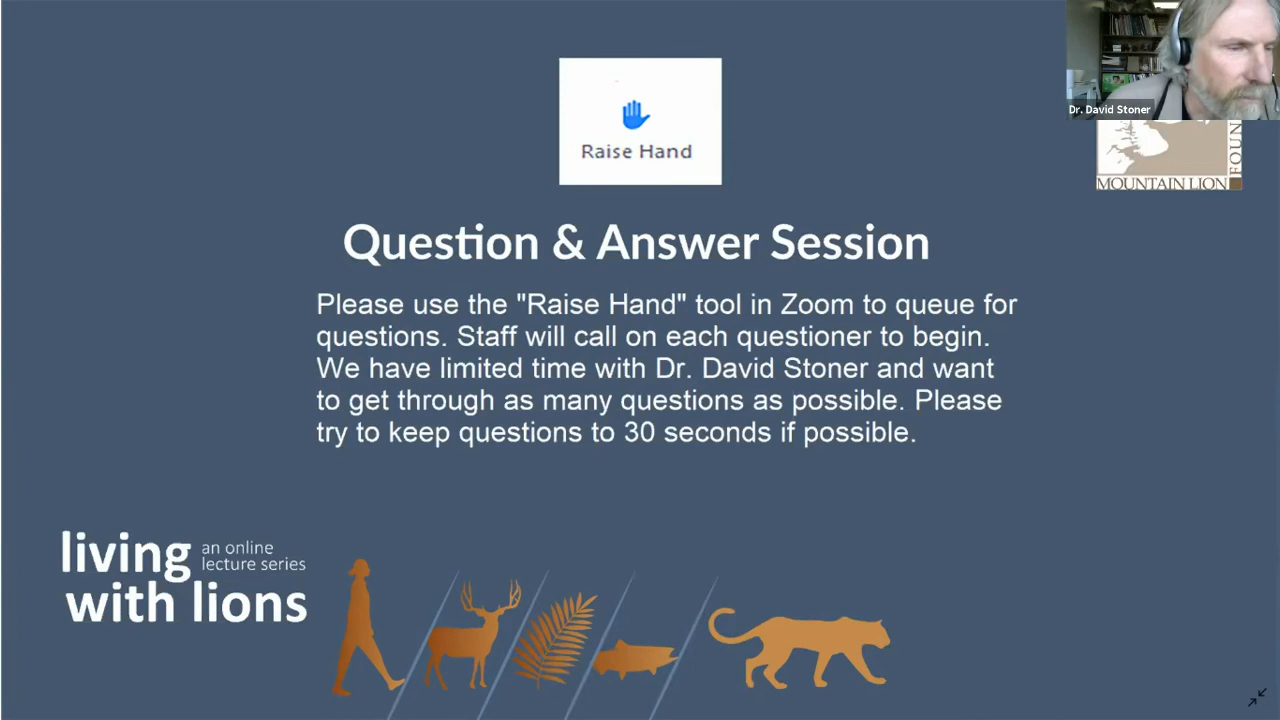 Raise Hand
Dr. David Stoner
MOUNTAIN LION
FOUN
Question & Answer Session
Please use the "Raise Hand" tool in Zoom to queue for
questions. Staff will call on each questioner to begin.
We have limited time with Dr. David Stoner and want
to get through as many questions as possible. Please
try to keep questions to 30 seconds if possible.
living
an online
lecture series
with lions